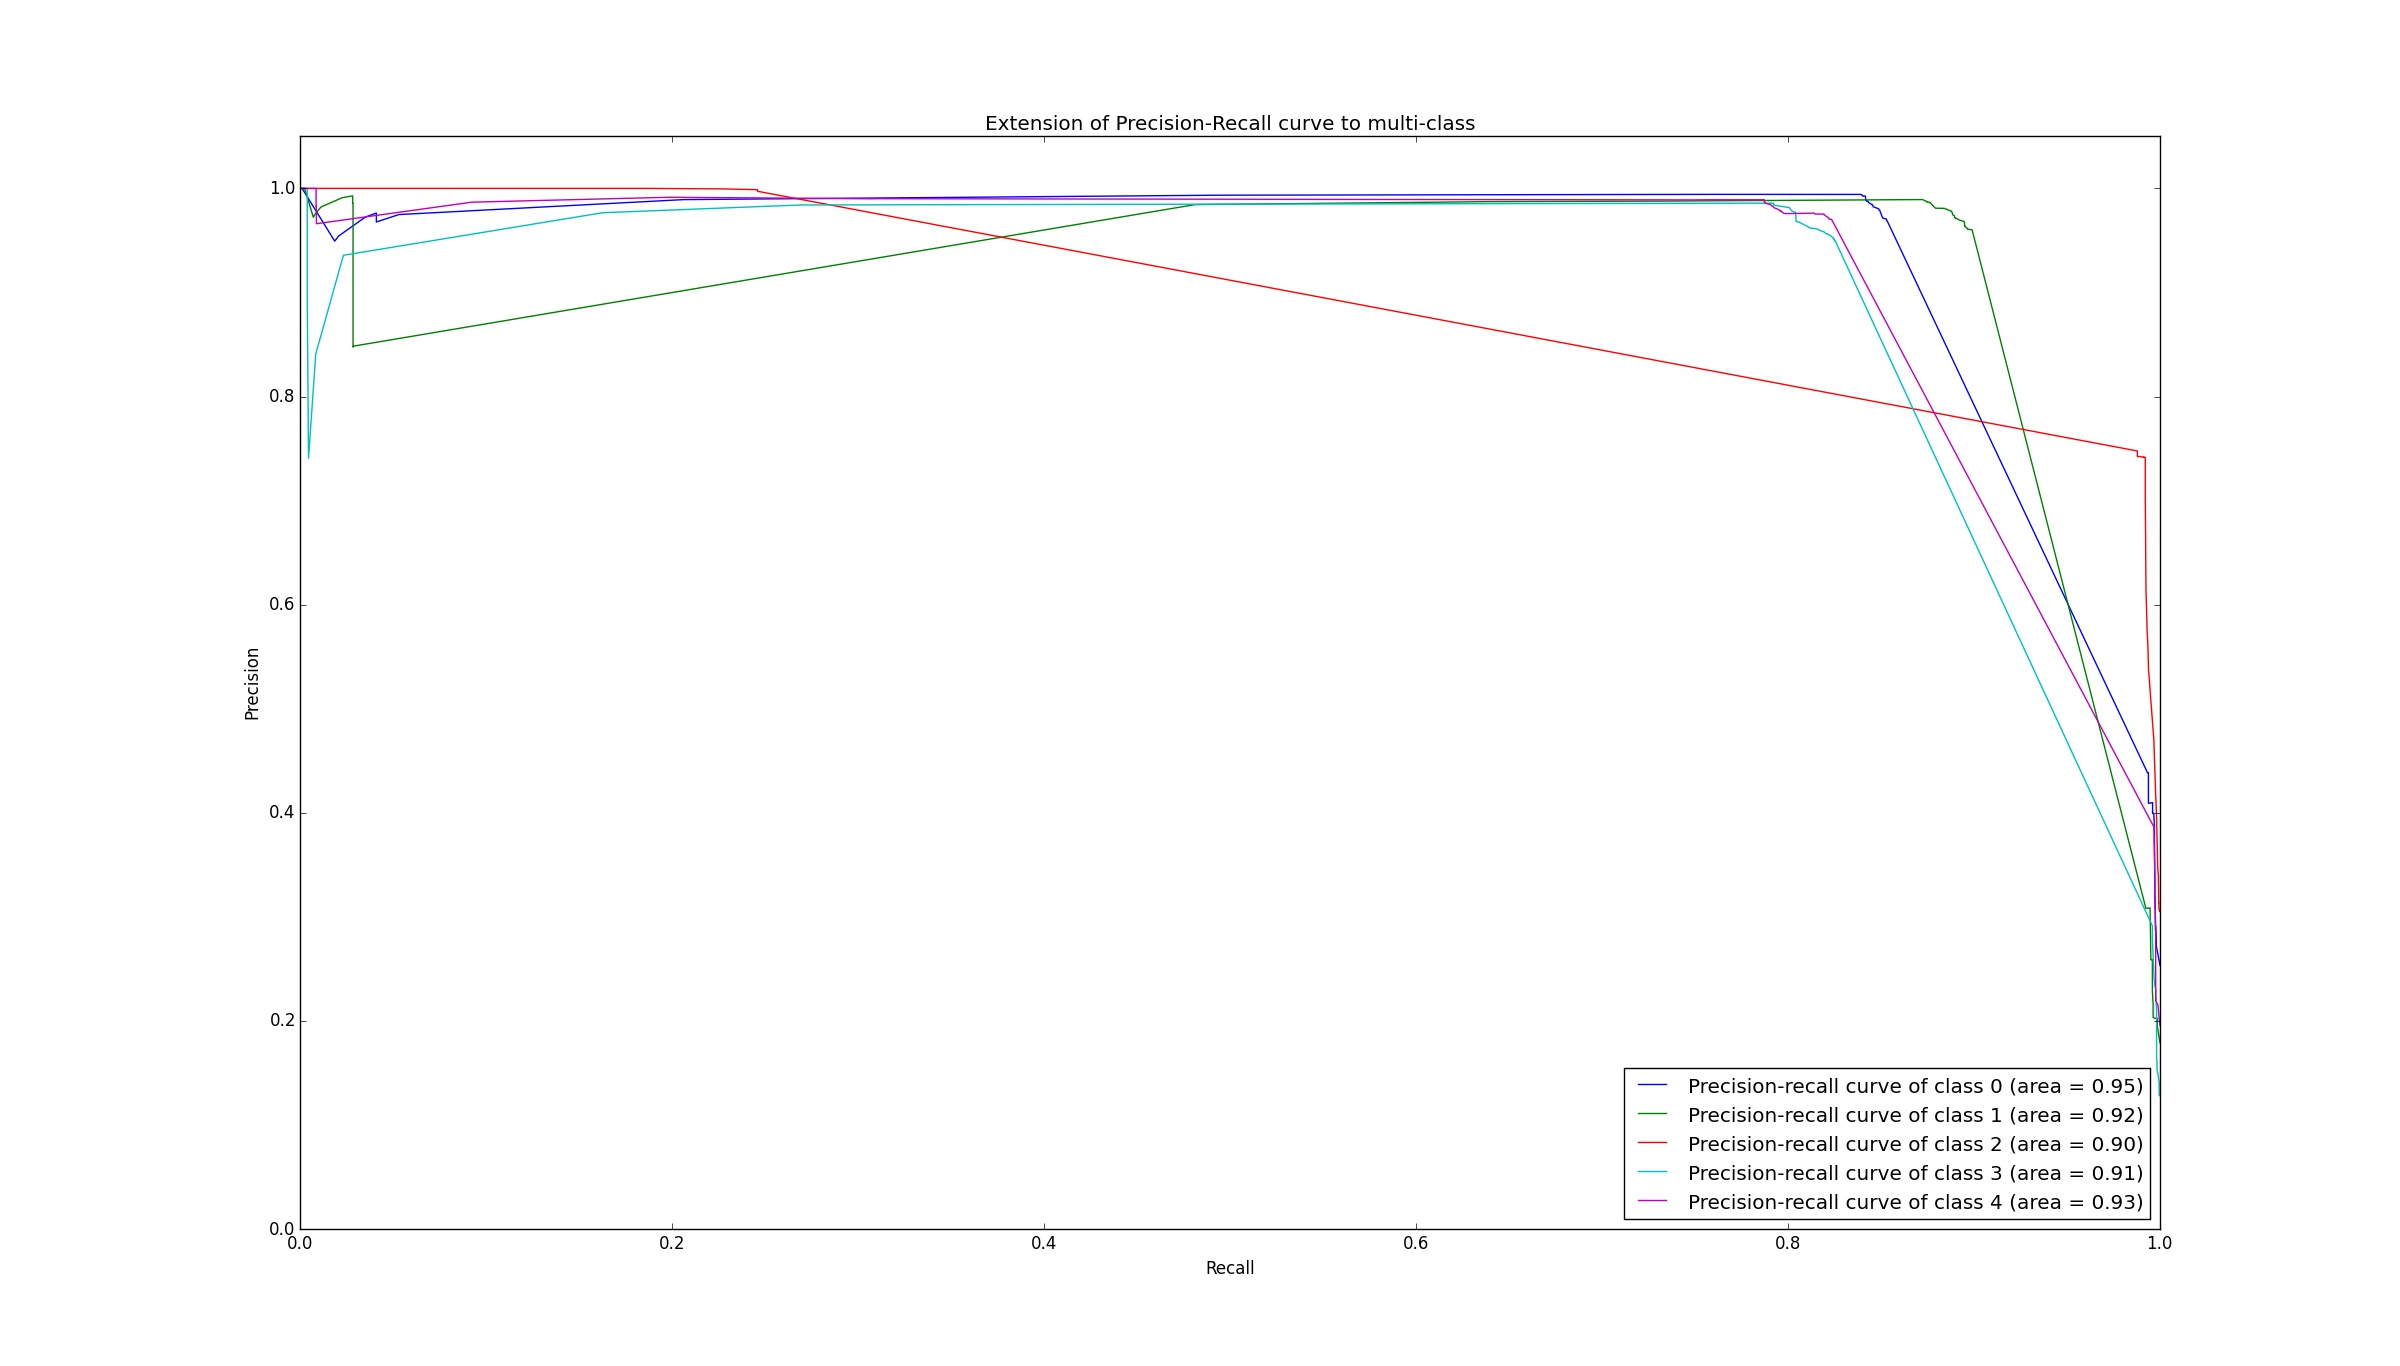 Extension of Precision-Recall curve to multi-class
1.0
0.8
0.6
0.4
0.2
0.0
Precision
0.0 0.2 0.4 0.6 0.8 1.0
Recall
Precision-recall curve of class 0 (area = 0.95)
Precision-recall curve of class 1 (area = 0.92)
Precision-recall curve of class 2 (area = 0.90)
Precision-recall curve of class 3 (area = 0.91)
Precision-recall curve of class 4 (area = 0.93)